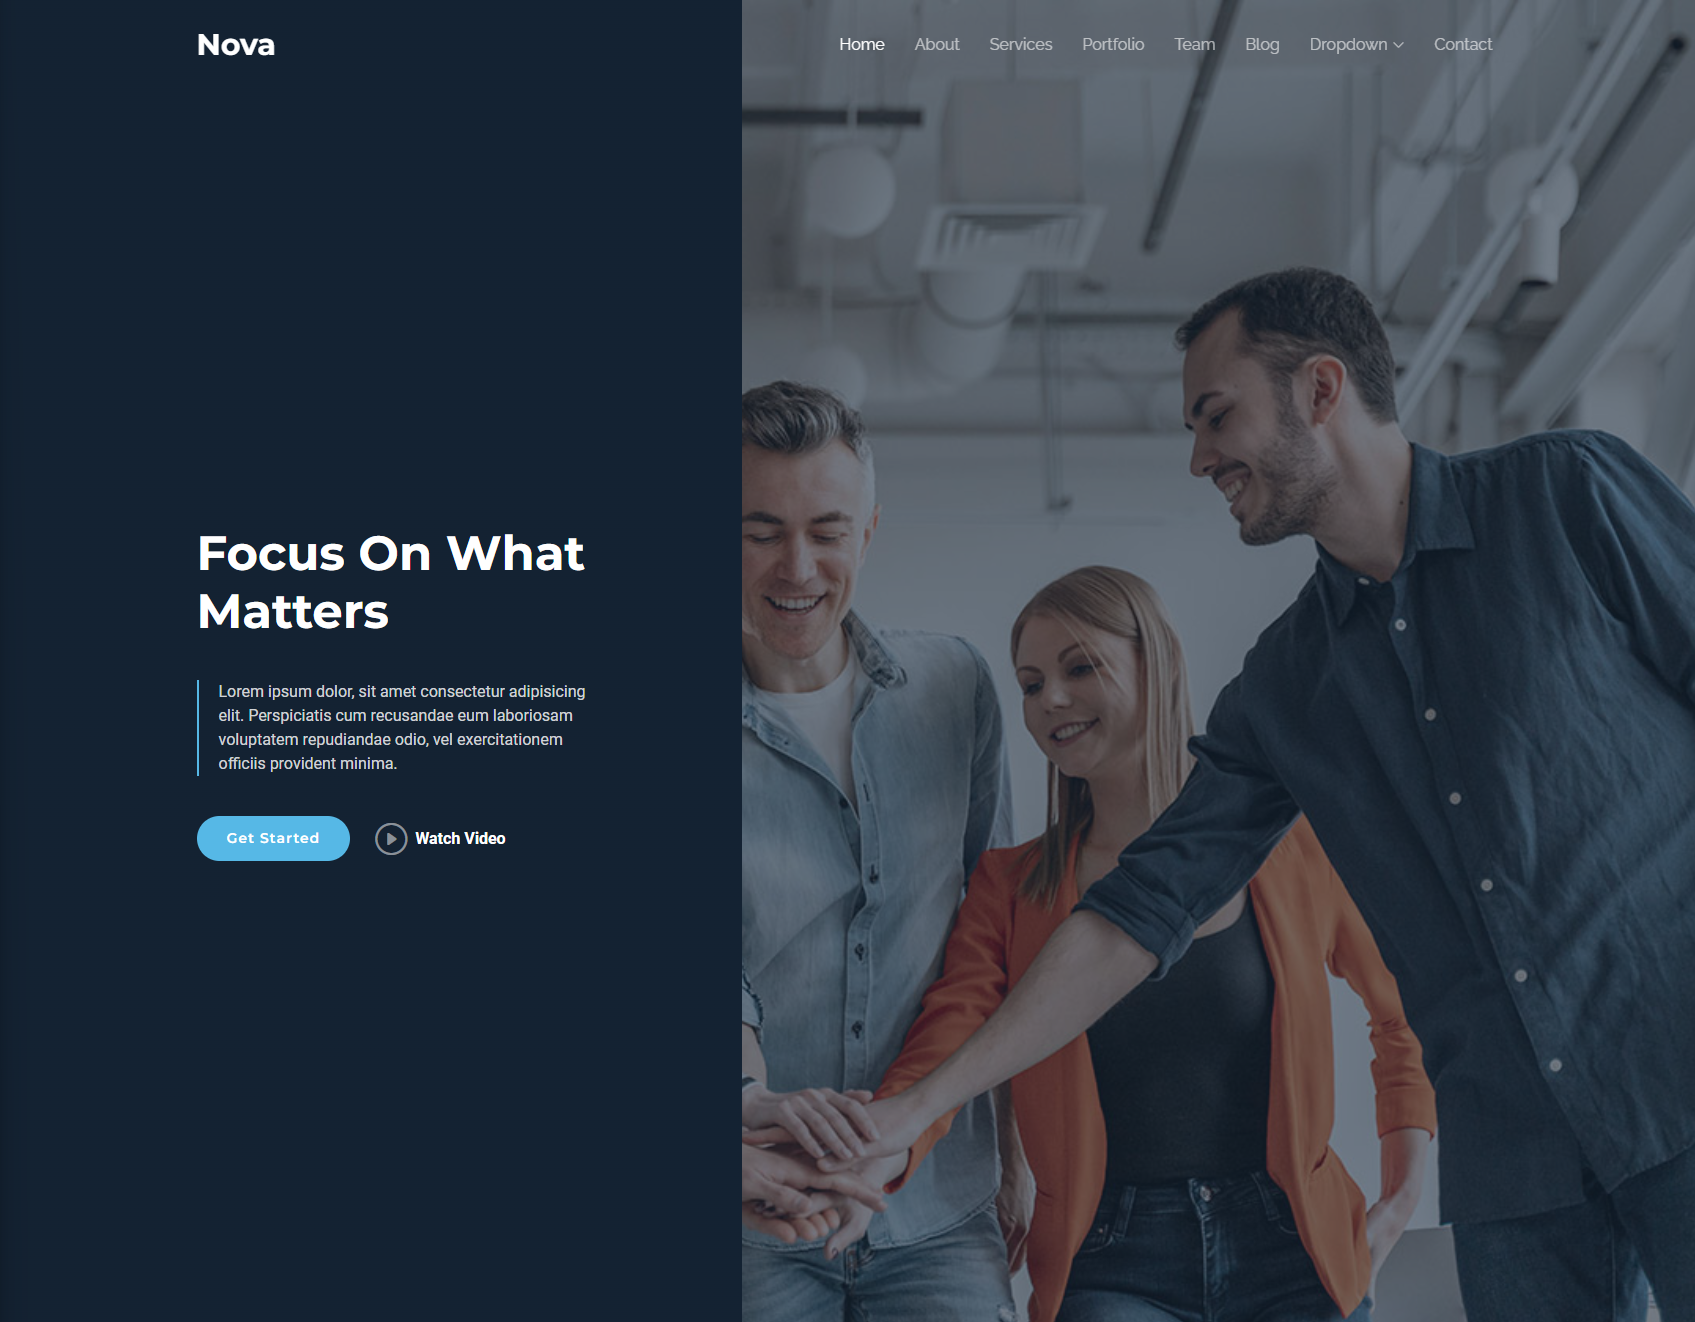 Nova
Home About Services Portfolio Team Blog Dropdown Contact
Focus On What
Matters
Lorem ipsum dolor, sit amet consectetur adipisicing
elit. Perspiciatis cum recusandae eum laboriosam
voluptatem repudiandae odio, vel exercitationem
officiis provident minima.
Get Started Watch Video